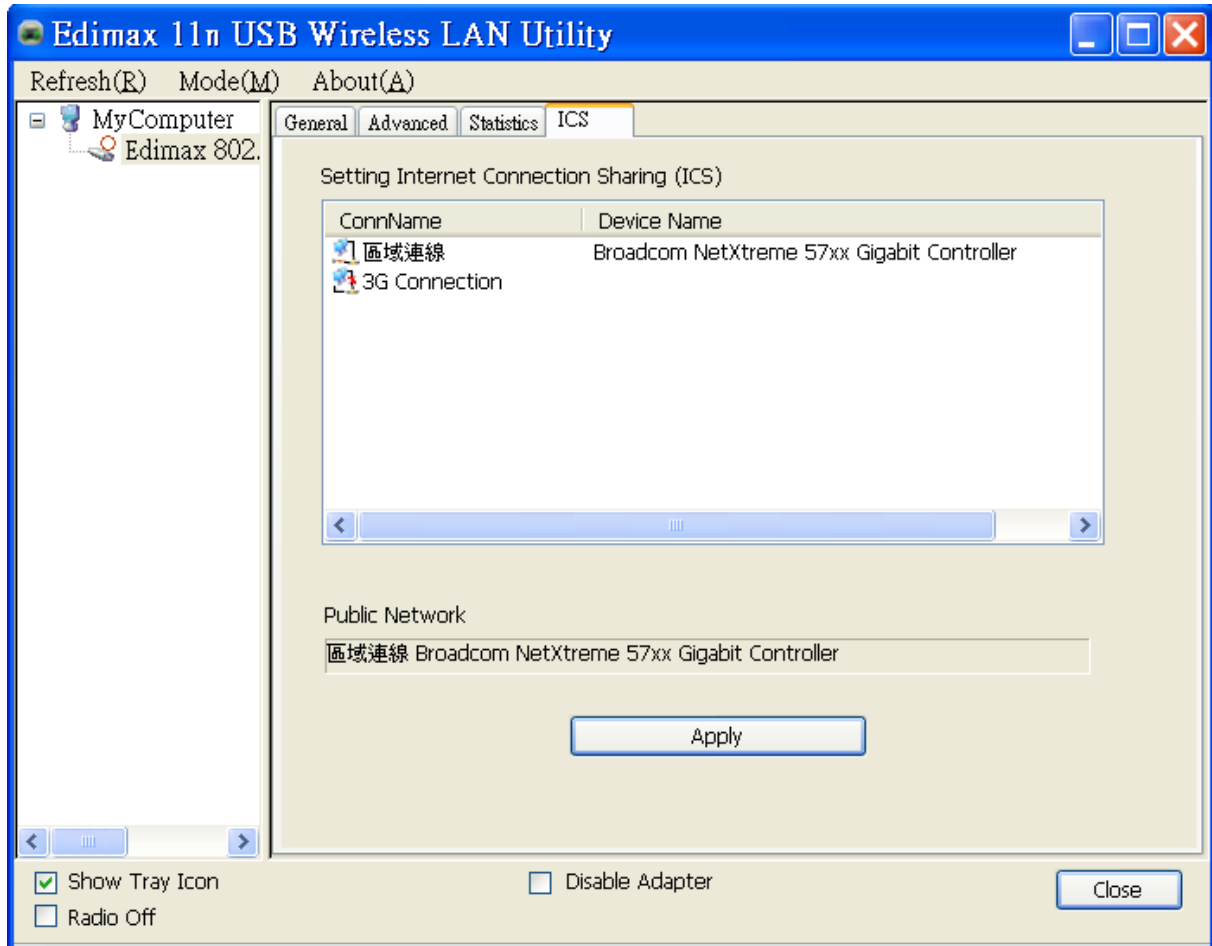 Edimax 11n USB Wireless LAN Utility
Refresh(R) Mode(M) About(A)
MyComputer
Edimax 802.
General Advanced Statistics ICS
Setting Internet Connection Sharing (ICS)
ConnName Device Name
區域連線 Broadcom NetXtreme 57xx Gigabit Controller
3G Connection
Public Network
區域連線 Broadcom NetXtreme 57xx Gigabit Controller
Apply
Show Tray Icon Disable Adapter Close
Radio Off